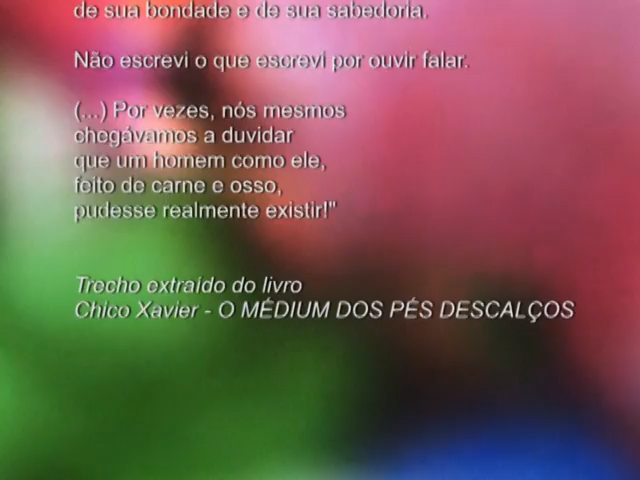 de sua bondade e de sua sabedoria.
Não escrevi o que escrevi por ouvir falar.
(...) Por vezes, nós mesmos
chegávamos a duvidar
que um homem como ele,
feito de carne e osso,
pudesse realmente existir!"
Trecho extraído do livro
Chico Xavier - O MÉDIUM DOS PÉS DESCALÇOS